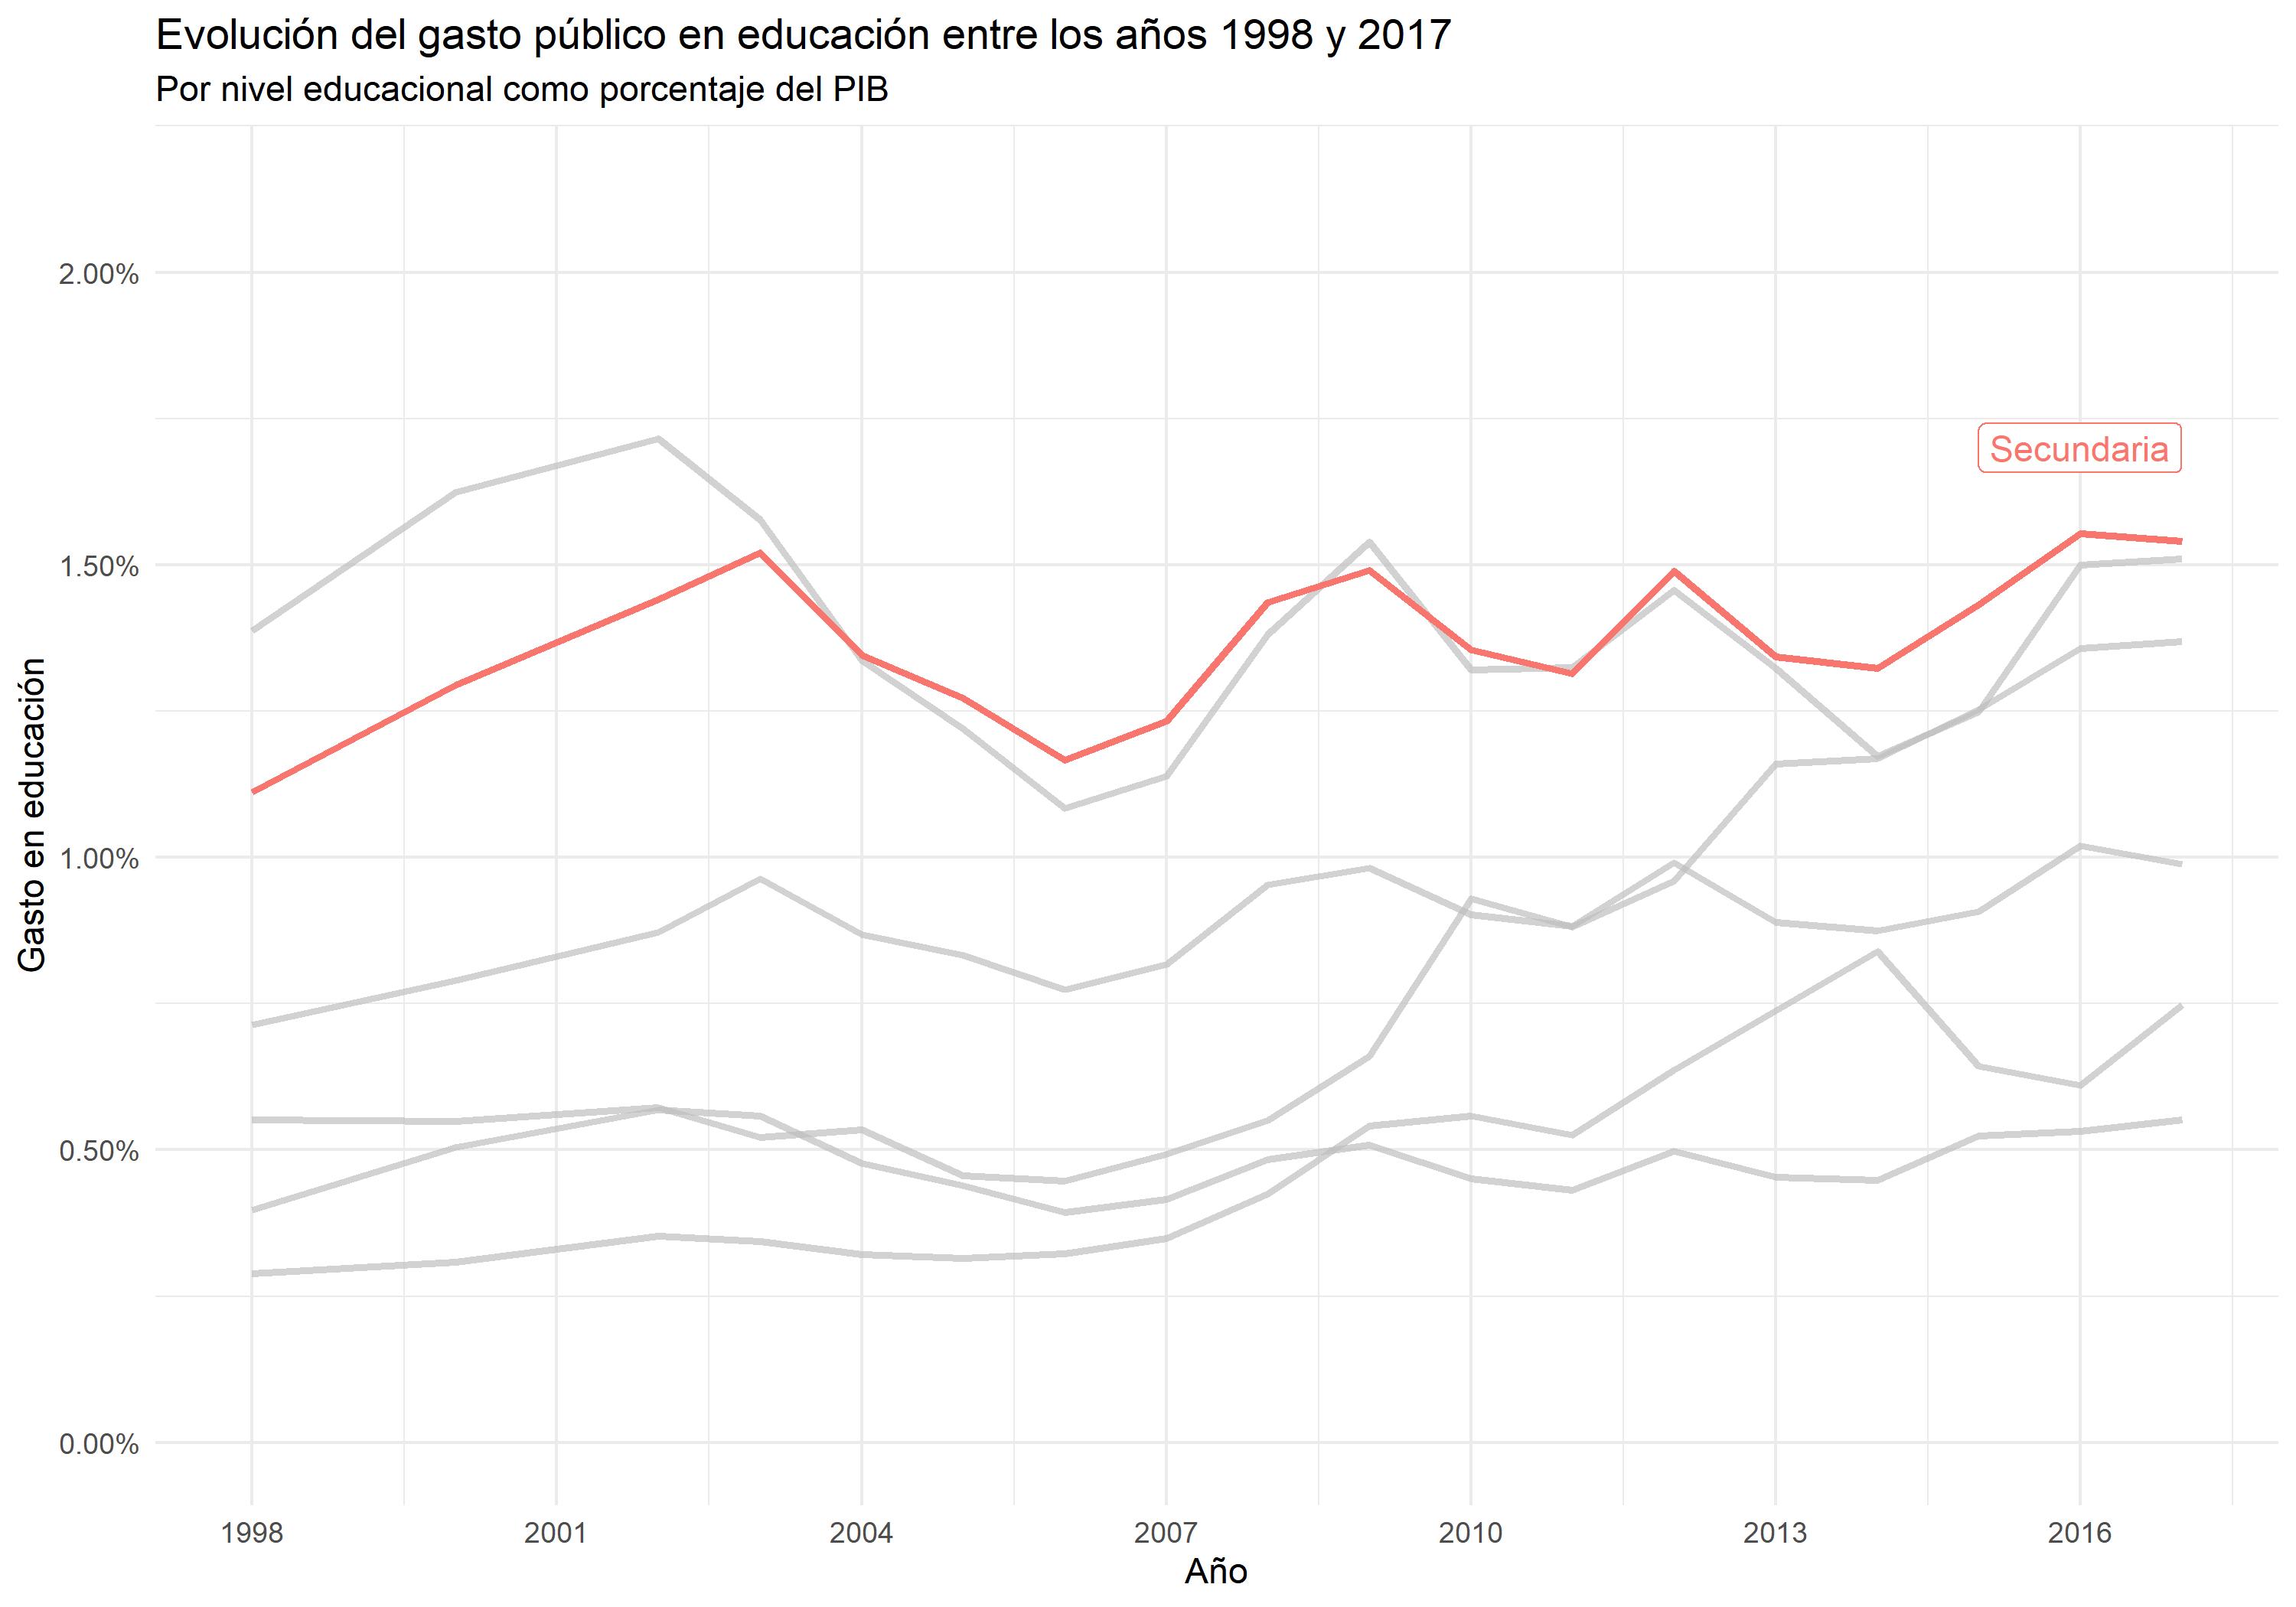 Evolución del gasto público en educación entre los años 1998 y 2017
Por nivel educacional como porcentaje del PIB
2.00%
1.50%
1.00%
0.50%
0.00%
Gasto en educación
Secundaria
1998 2001 2004 2007 2010 2013 2016
Año